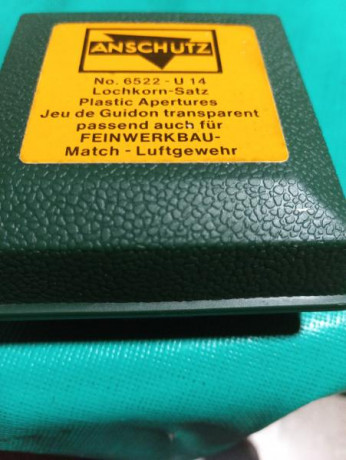 ANSCHUTZ
No. 6522 - U 14
Lochkorn-Satz
Plastic Apertures
Jeu de Guidon transparent
passend auch für
FEINWERKBAU-
Match - Luftgewehr